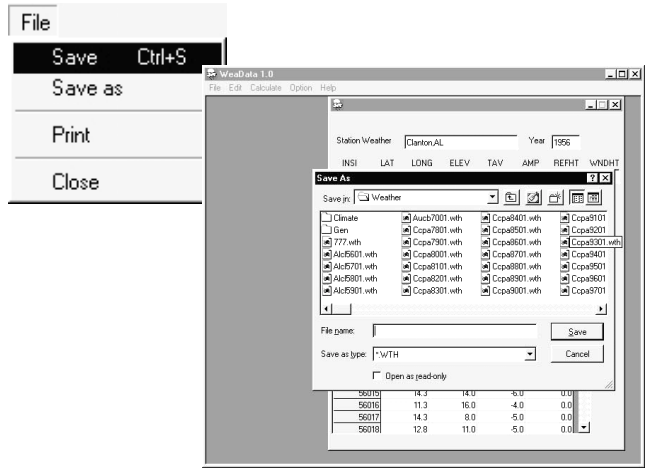 File
Save Ctrl+S
Save as
Print
Close
WeaData 1.0
File Edit Calculate Option Help
Station Weather Clanton,AL Year 1956
INSI LAT LONG ELEV TAV AMP REFHT WNDHT
Save As
Save in: Weather
Climate Aucb7001.wth Ccpa8401.wth Ccpa9101
Gen Ccpa7801.wth Ccpa8501.wth Ccpa9201
777.wth Ccpa7901.wth Ccpa8601.wth Ccpa9301.wth
Alcl5601.wth Ccpa8001.wth Ccpa8701.wth Ccpa9401
Alcl5701.wth Ccpa8101.wth Ccpa8801.wth Ccpa9501
Alcl5801.wth Ccpa8201.wth Ccpa8901.wth Ccpa9601
Alcl5901.wth Ccpa8301.wth Ccpa9001.wth Ccpa9701
File name: Save
Save as type: *.WTH Cancel
Open as read-only
56015 14.3 14.0 -6.0 0.0
56016 11.3 16.0 -4.0 0.0
56017 14.3 8.0 -5.0 0.0
56018 12.8 11.0 -5.0 0.0